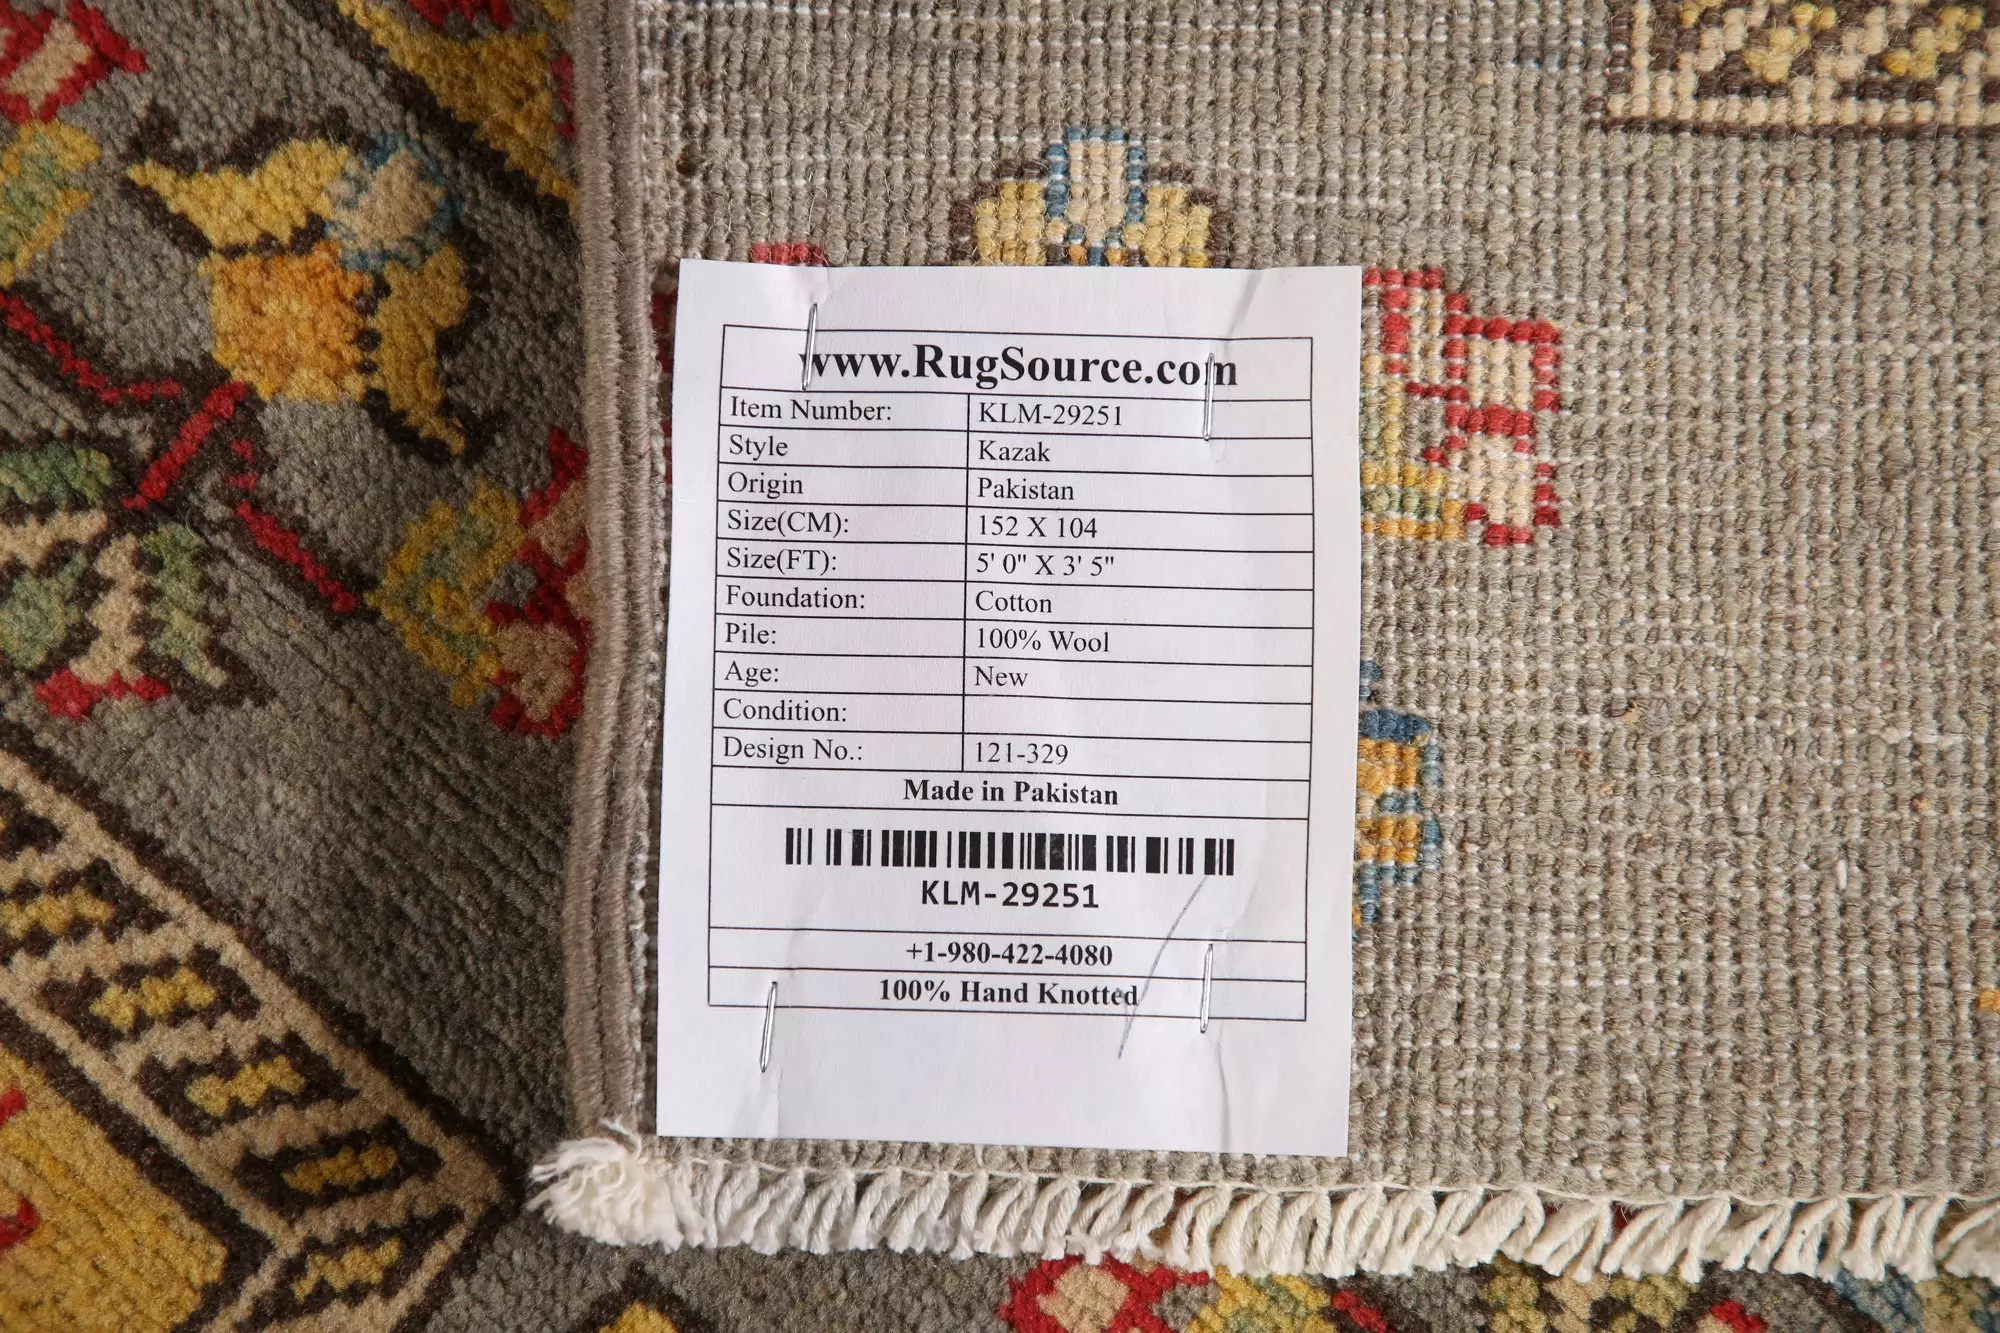 www.RugSource.com
Item Number: KLM-29251
Style Kazak
Origin Pakistan
Size(CM): 152 X 104
Size(FT): 5' 0" X 3' 5"
Foundation: Cotton
Pile: 100% Wool
Age: New
Condition:
Design No.: 121-329
Made in Pakistan
KLM-29251
+1-980-422-4080
100% Hand Knotted